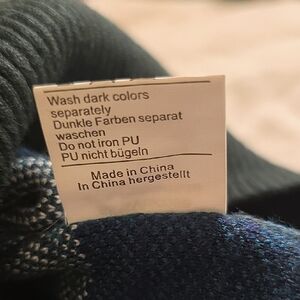 Wash dark colors
separately
Dunkle Farben separat
waschen
Do not iron PU
PU nicht bügeln
Made in China
In China hergestellt